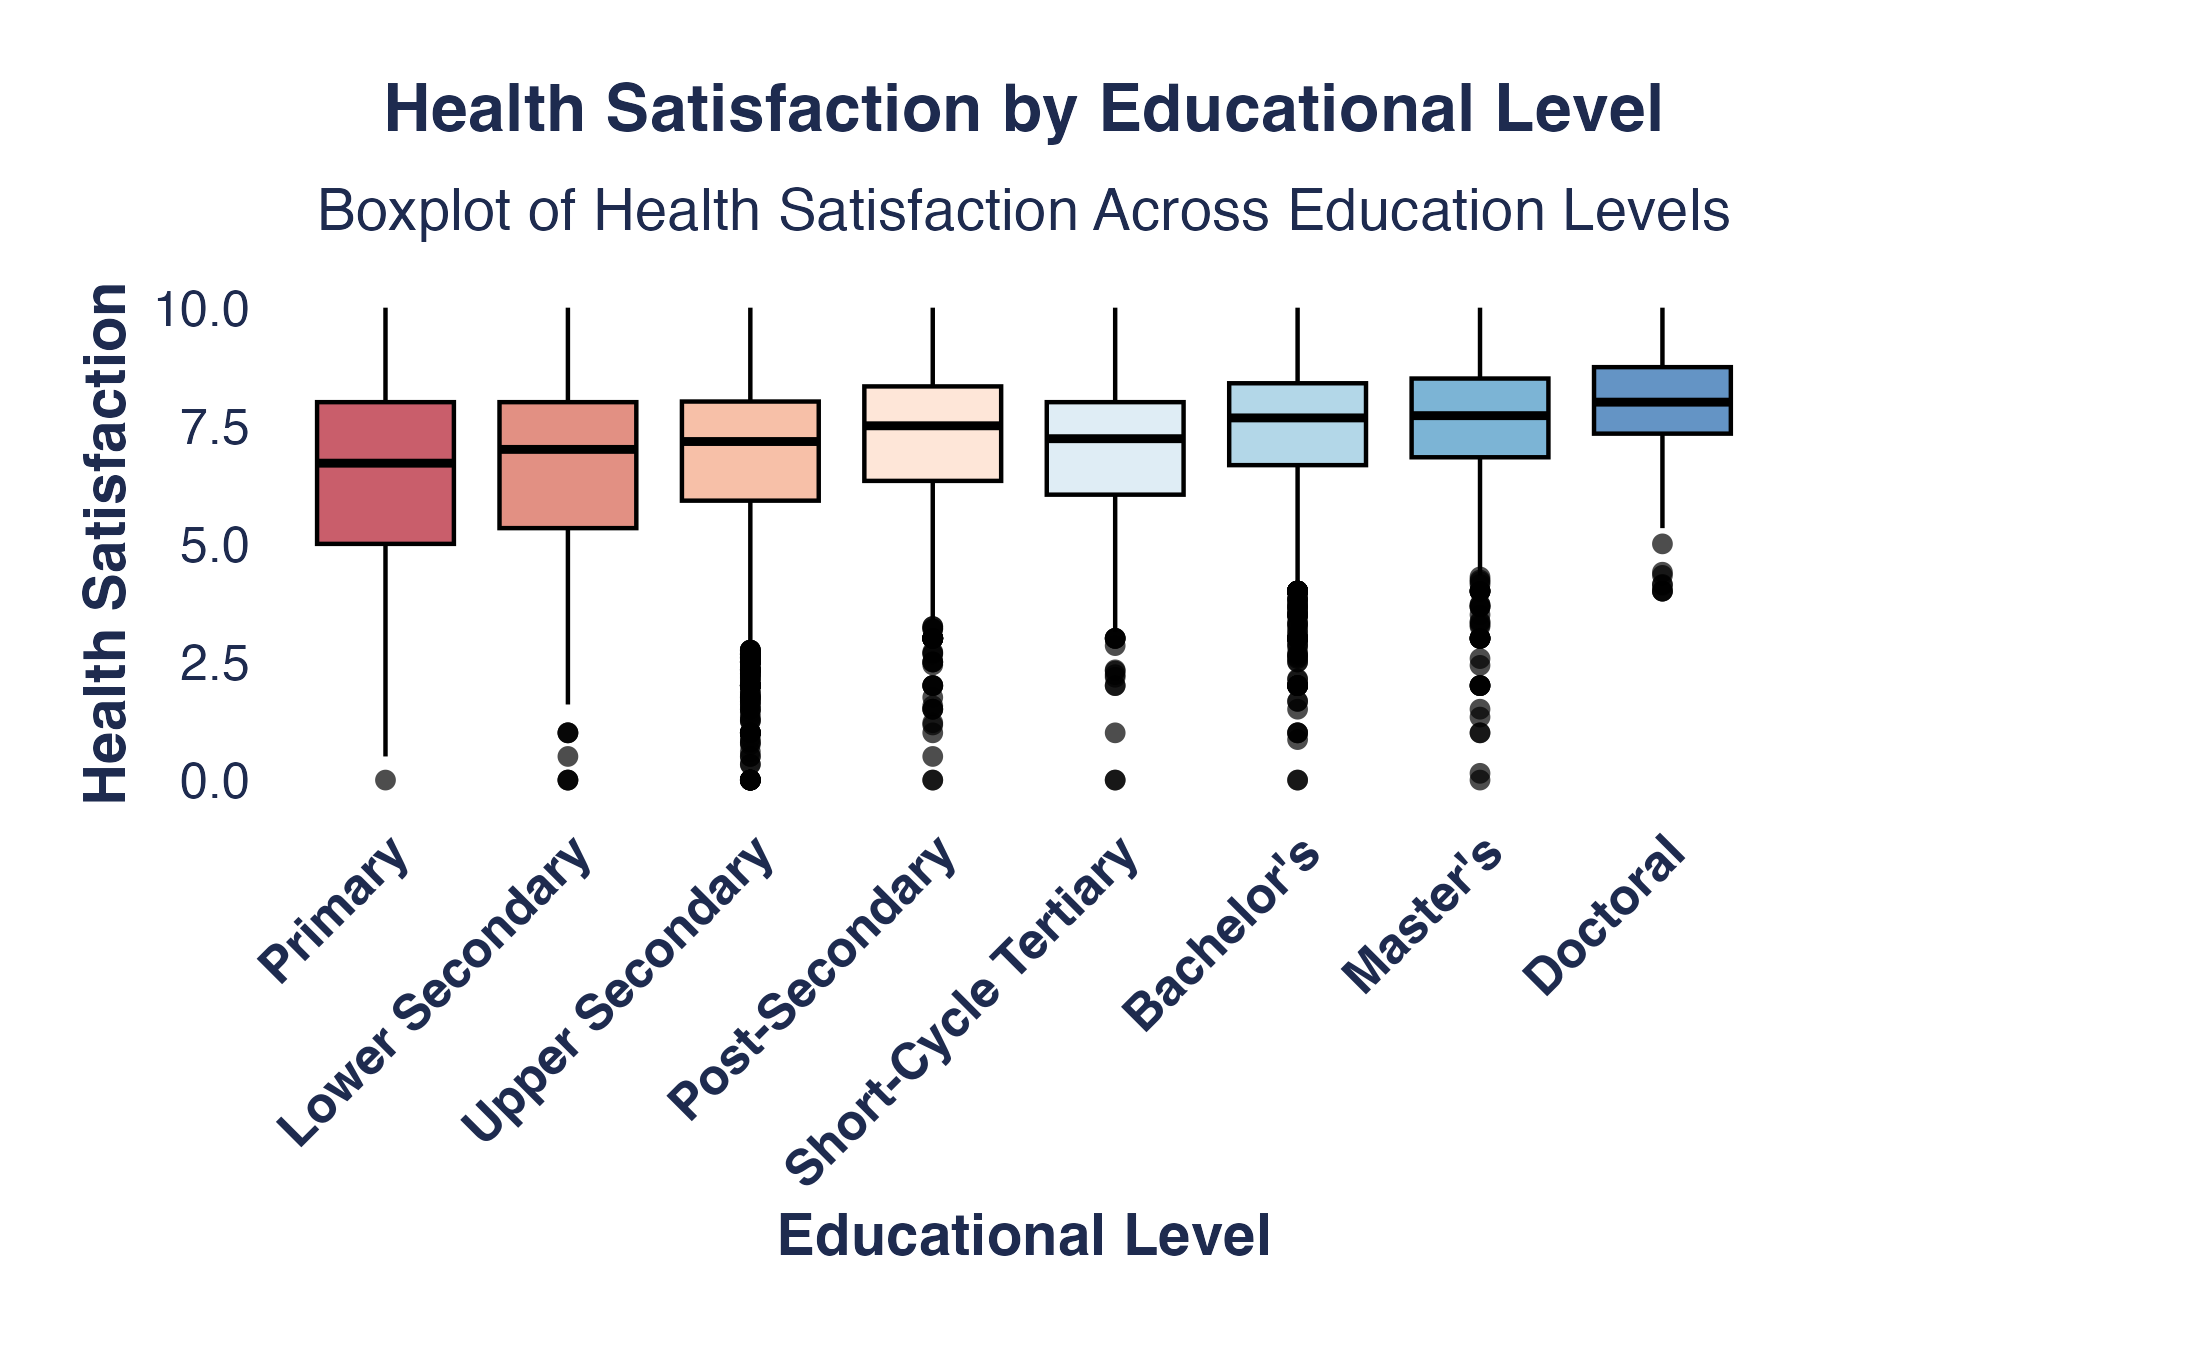 Health Satisfaction by Educational Level
Boxplot of Health Satisfaction Across Education Levels
Health Satisfaction
10.0
7.5
5.0
2.5
0.0
Primary
Lower Secondary
Upper Secondary
Post-Secondary
Short-Cycle Tertiary
Bachelor's
Master's
Doctoral
Educational Level